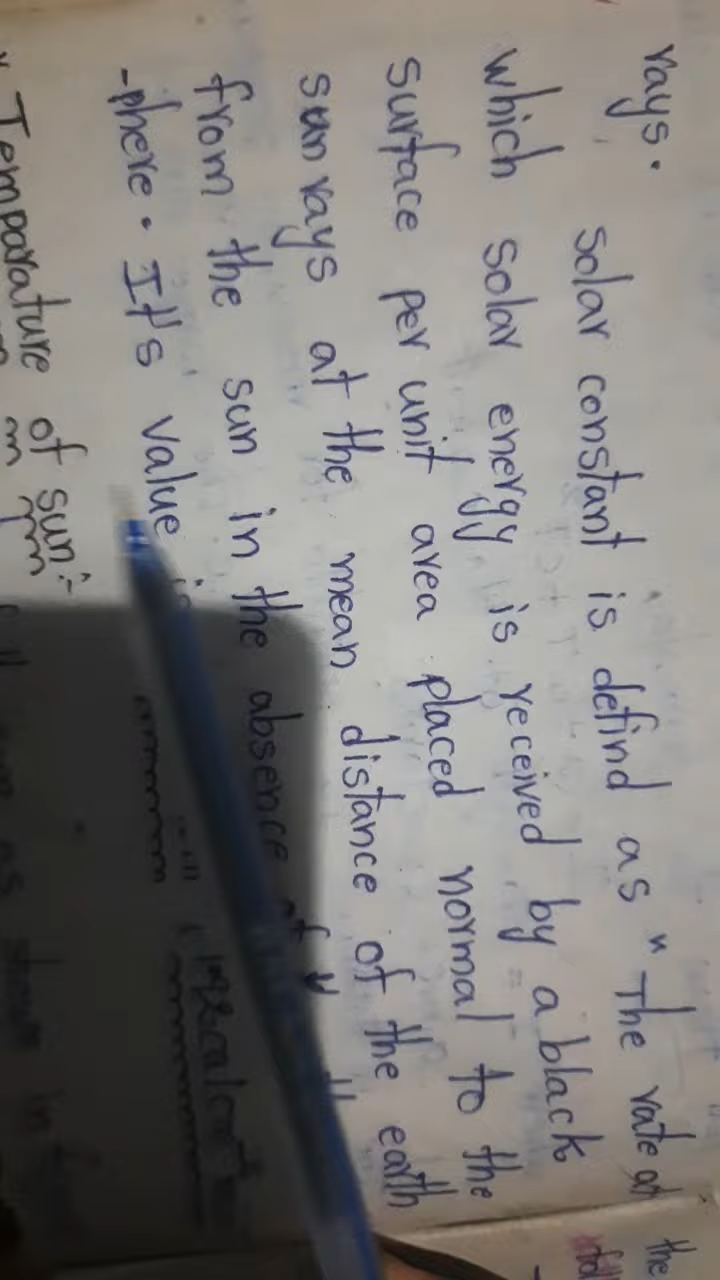 rays.
Solar constant is defind as " The rate at
which solar energy is received by a black
surface per unit area placed normal to the
sun rays at the mean distance of the earth
from the sun in the absence of
-phere. It's value is
Temparature of sun:-
the